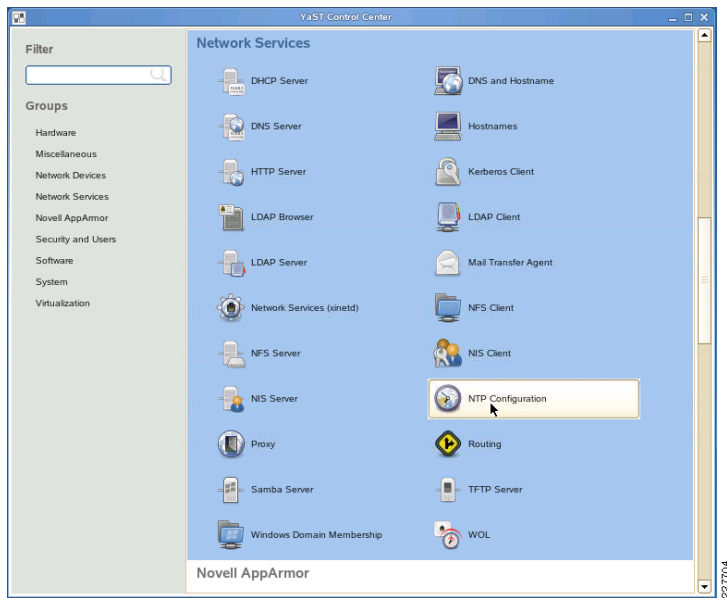 YaST Control Center
Filter
Groups
Hardware
Miscellaneous
Network Devices
Network Services
Novell AppArmor
Security and Users
Software
System
Virtualization
Network Services
DHCP Server
DNS and Hostname
DNS Server
Hostnames
HTTP Server
Kerberos Client
LDAP Browser
LDAP Client
LDAP Server
Mail Transfer Agent
Network Services (xinetd)
NFS Client
NFS Server
NIS Client
NIS Server
NTP Configuration
Proxy
Routing
Samba Server
TFTP Server
Windows Domain Membership
WOL
Novell AppArmor
227704